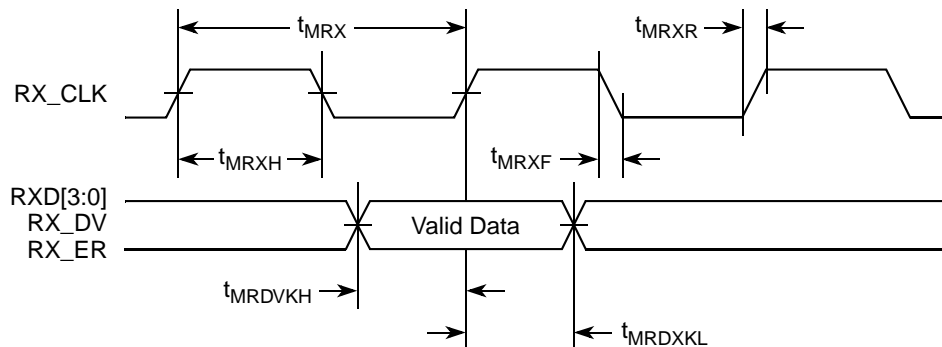 tMRX
tMRXR
RX_CLK
tMRXH
tMRXF
RXD[3:0]
RX_DV
Valid Data
RX_ER
tMRDVKH
tMRDXKL